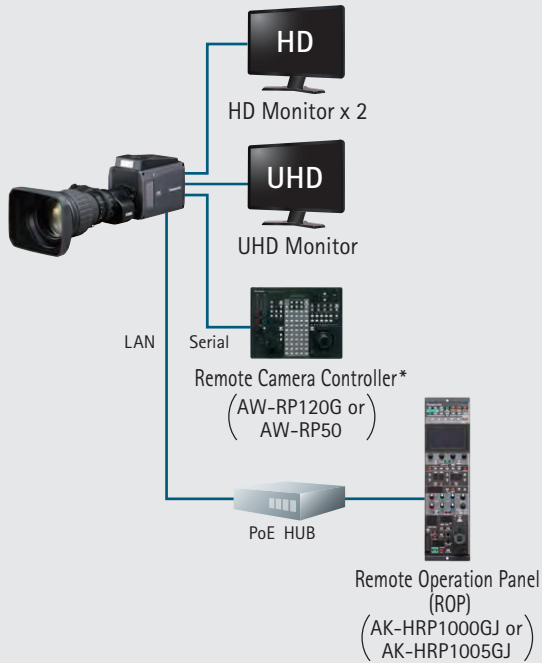 HD
HD Monitor x 2
UHD
UHD Monitor
LAN
Serial
Remote Camera Controller*
(AW-RP120G or
AW-RP50)
PoE HUB
Remote Operation Panel
(ROP)
(AK-HRP1000GJ or
AK-HRP1005GJ)